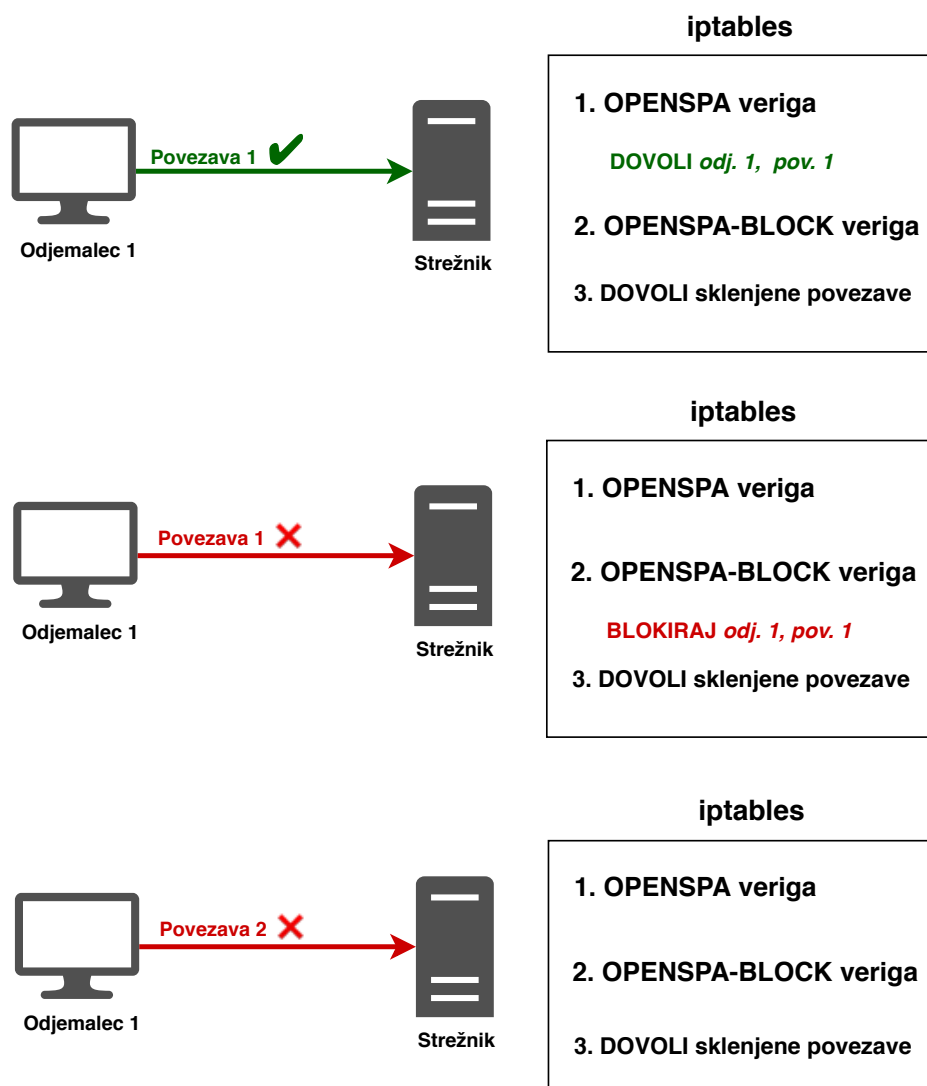 iptables
1. OPENSPA veriga
Povezava 1
DOVOLI odj. 1, pov. 1
2. OPENSPA-BLOCK veriga
Odjemalec 1
Strežnik
3. DOVOLI sklenjene povezave
iptables
1. OPENSPA veriga
Povezava 1
2. OPENSPA-BLOCK veriga
Odjemalec 1
BLOKIRAJ odj. 1, pov. 1
Strežnik
3. DOVOLI sklenjene povezave
iptables
1. OPENSPA veriga
Povezava 2
2. OPENSPA-BLOCK veriga
Odjemalec 1
Strežnik
3. DOVOLI sklenjene povezave